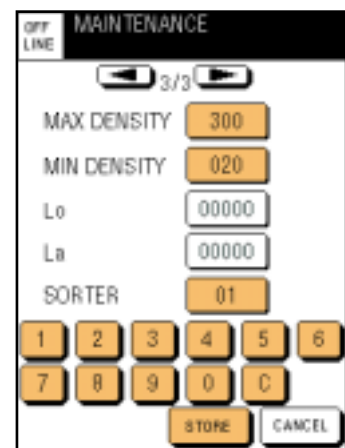 OFF LINE MAINTENANCE
3/3
MAX DENSITY 300
MIN DENSITY 020
Lo 00000
La 00000
SORTER 01
1 2 3 4 5 6
7 8 9 0 C
STORE CANCEL